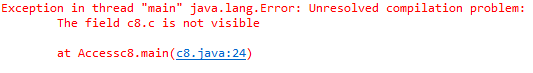 Exception in thread "main" java.lang.Error: Unresolved compilation problem:
The field c8.c is not visible
at Accessc8.main(c8.java:24)